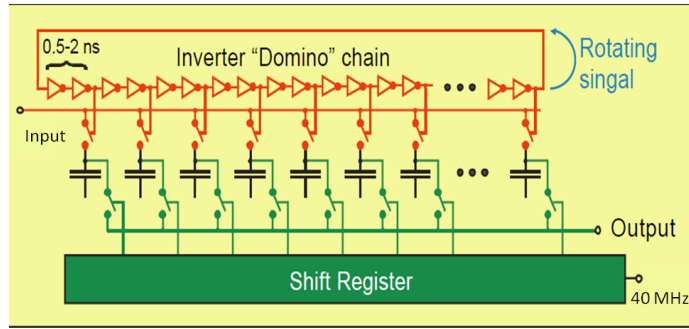 0.5-2 ns
Inverter “Domino” chain
Rotating
singal
Input
Output
Shift Register
40 MHz